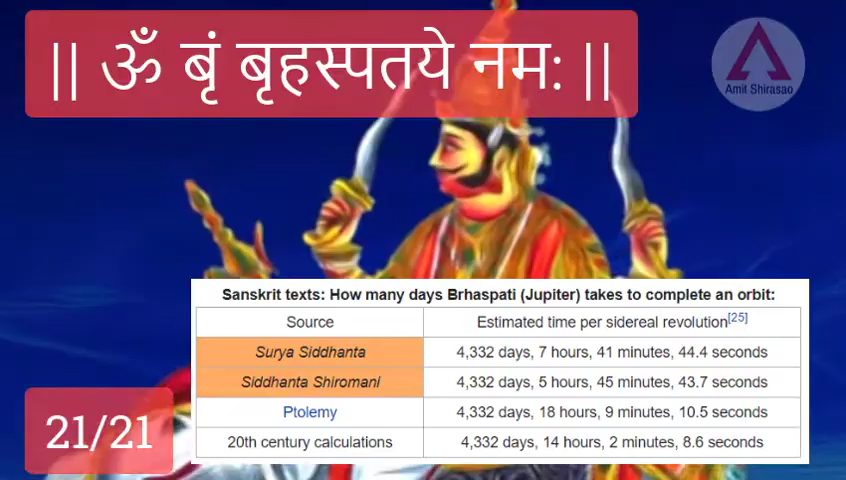 || ॐ बृं बृहस्पतये नमः ||
Amit Shirasao
Sanskrit texts: How many days Brhaspati (Jupiter) takes to complete an orbit:
Source Estimated time per sidereal revolution[25]
Surya Siddhanta 4,332 days, 7 hours, 41 minutes, 44.4 seconds
Siddhanta Shiromani 4,332 days, 5 hours, 45 minutes, 43.7 seconds
Ptolemy 4,332 days, 18 hours, 9 minutes, 10.5 seconds
20th century calculations 4,332 days, 14 hours, 2 minutes, 8.6 seconds
21/21